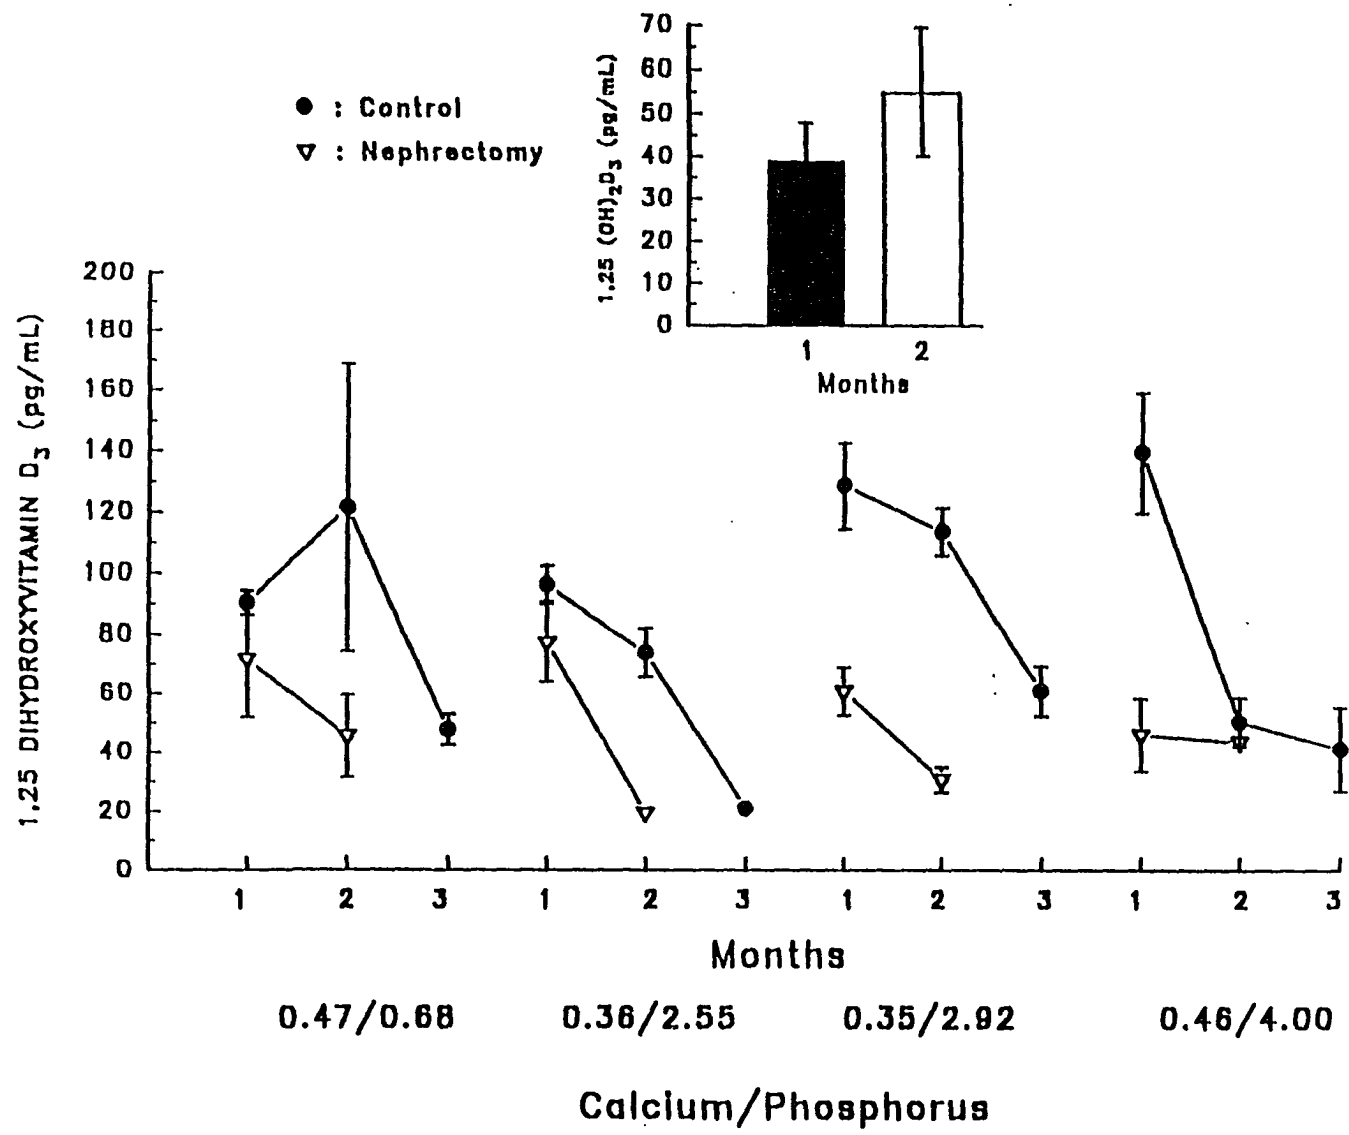 ● : Control
▽ : Nephrectomy
1,25 (OH)2D3 (pg/mL)
70
60
50
40
30
20
10
0
1 2
Months
1,25 DIHYDROXYVITAMIN D3 (pg/mL)
200
180
160
140
120
100
80
60
40
20
0
1 2 3 1 2 3 1 2 3 1 2 3
Months
0.47/0.68 0.36/2.55 0.35/2.92 0.46/4.00
Calcium/Phosphorus